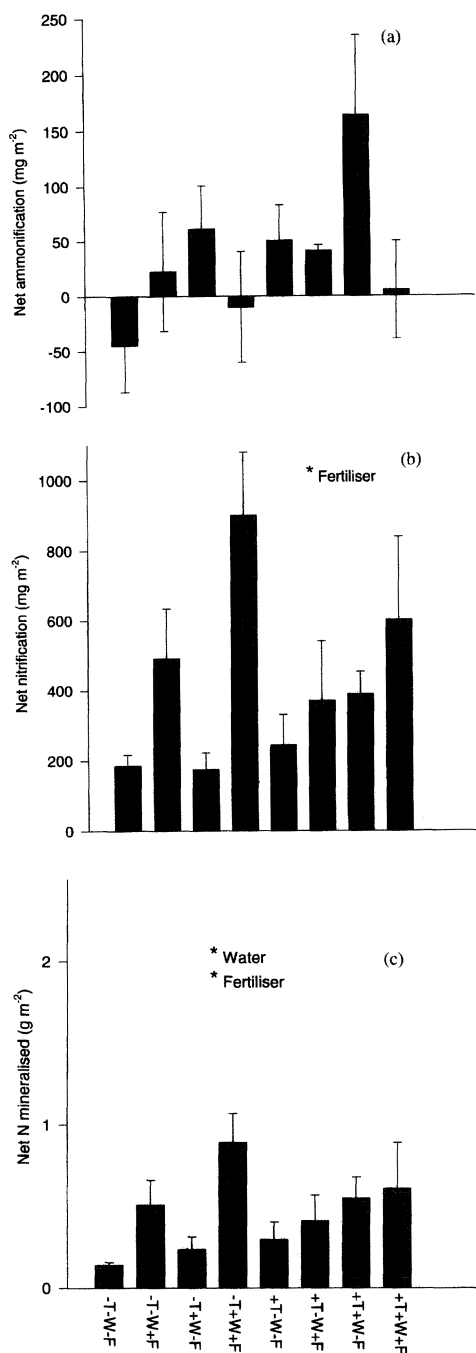 (a)
Net ammonification (mg m-2)
250
200
150
100
50
0
-50
-100
(b)
* Fertiliser
Net nitrification (mg m-2)
1000
800
600
400
200
0
(c)
* Water
* Fertiliser
Net N mineralised (g m-2)
2
1
0
-T-W-F
-T-W+F
-T+W-F
-T+W+F
+T-W-F
+T-W+F
+T+W-F
+T+W+F